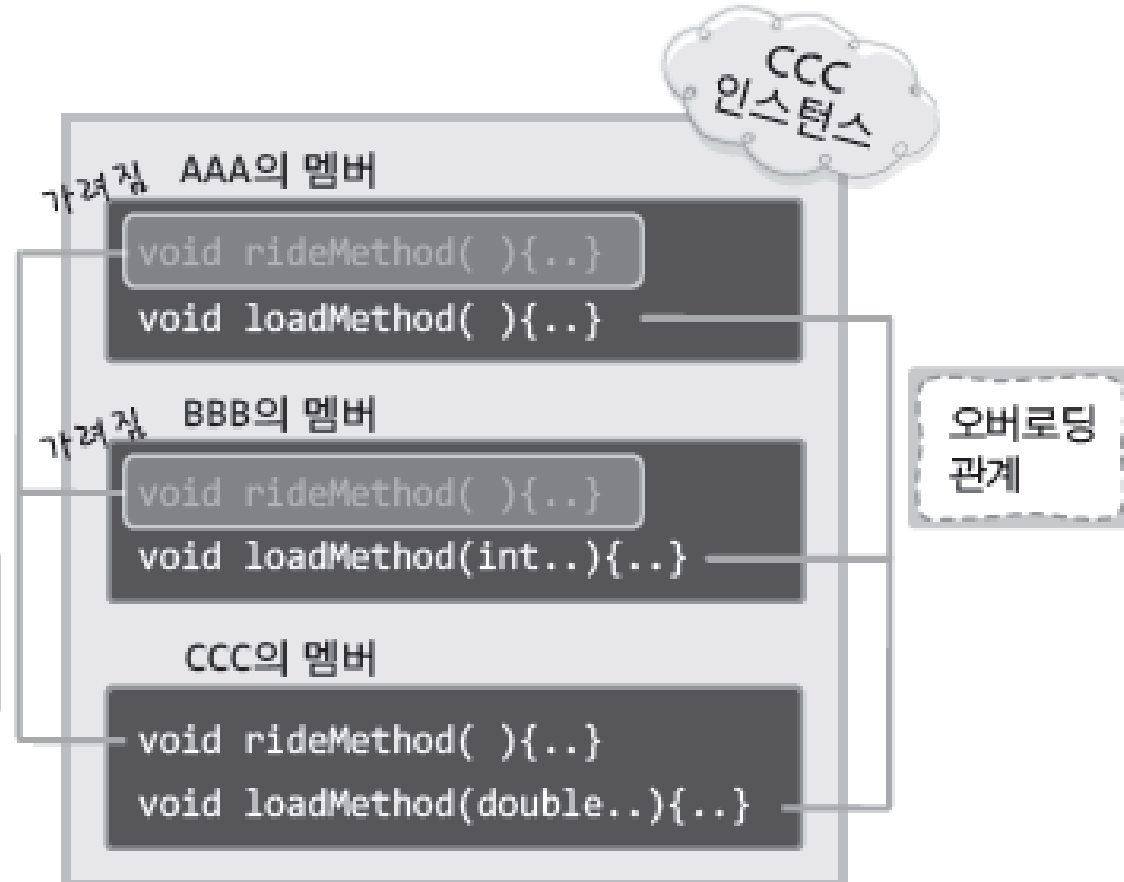 CCC
인스턴스
가려짐
AAA의 멤버
void rideMethod( ){..}
void loadMethod( ){..}
가려짐
BBB의 멤버
void rideMethod( ){..}
void loadMethod(int..){..}
오버로딩
관계
CCC의 멤버
void rideMethod( ){..}
void loadMethod(double..){..}